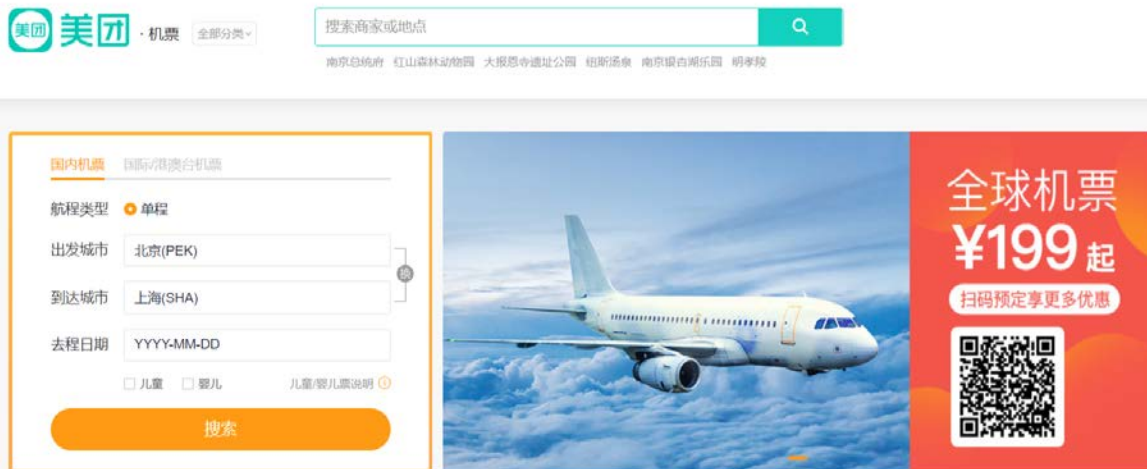 美团 美团 · 机票 全部分类
搜索商家或地点
南京总统府 红山森林动物园 大报恩寺遗址公园 纽斯汤泉 南京银白湖乐园 明孝陵
国内机票 国际/港澳台机票
航程类型 单程
出发城市 北京(PEK)
换
到达城市 上海(SHA)
去程日期 YYYY-MM-DD
儿童 婴儿 儿童/婴儿票说明
搜索
全球机票
¥199起
扫码预定享更多优惠